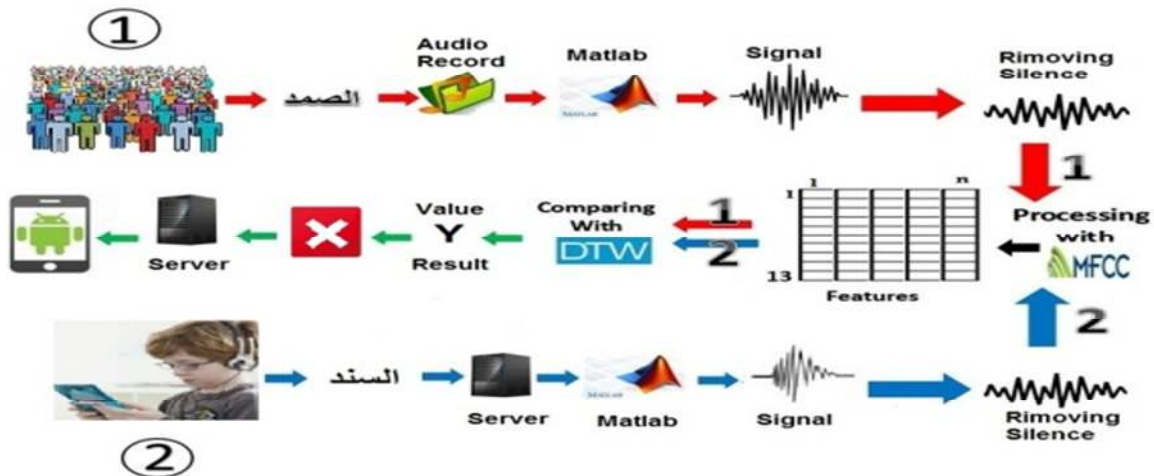 1
الصمد
Audio
Record
Matlab
MATLAB
Signal
Rimoving
Silence
1
Processing
with
MFCC
1 n
1
13
Features
1
2
Comparing
With
DTW
Value
Y
Result
Server
2
السند
Server
Matlab
Signal
Rimoving
Silence
2